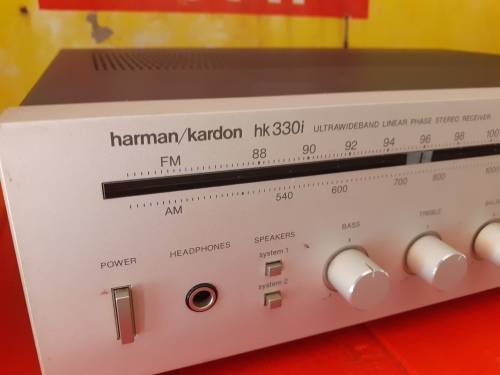 harman/kardon hk330i ULTRAWIDEBAND LINEAR PHASE STEREO RECEIVER
FM 88 90 92 94 96 98 100
AM 540 600 700 800 1000
POWER HEADPHONES SPEAKERS BASS TREBLE
system 1
system 2